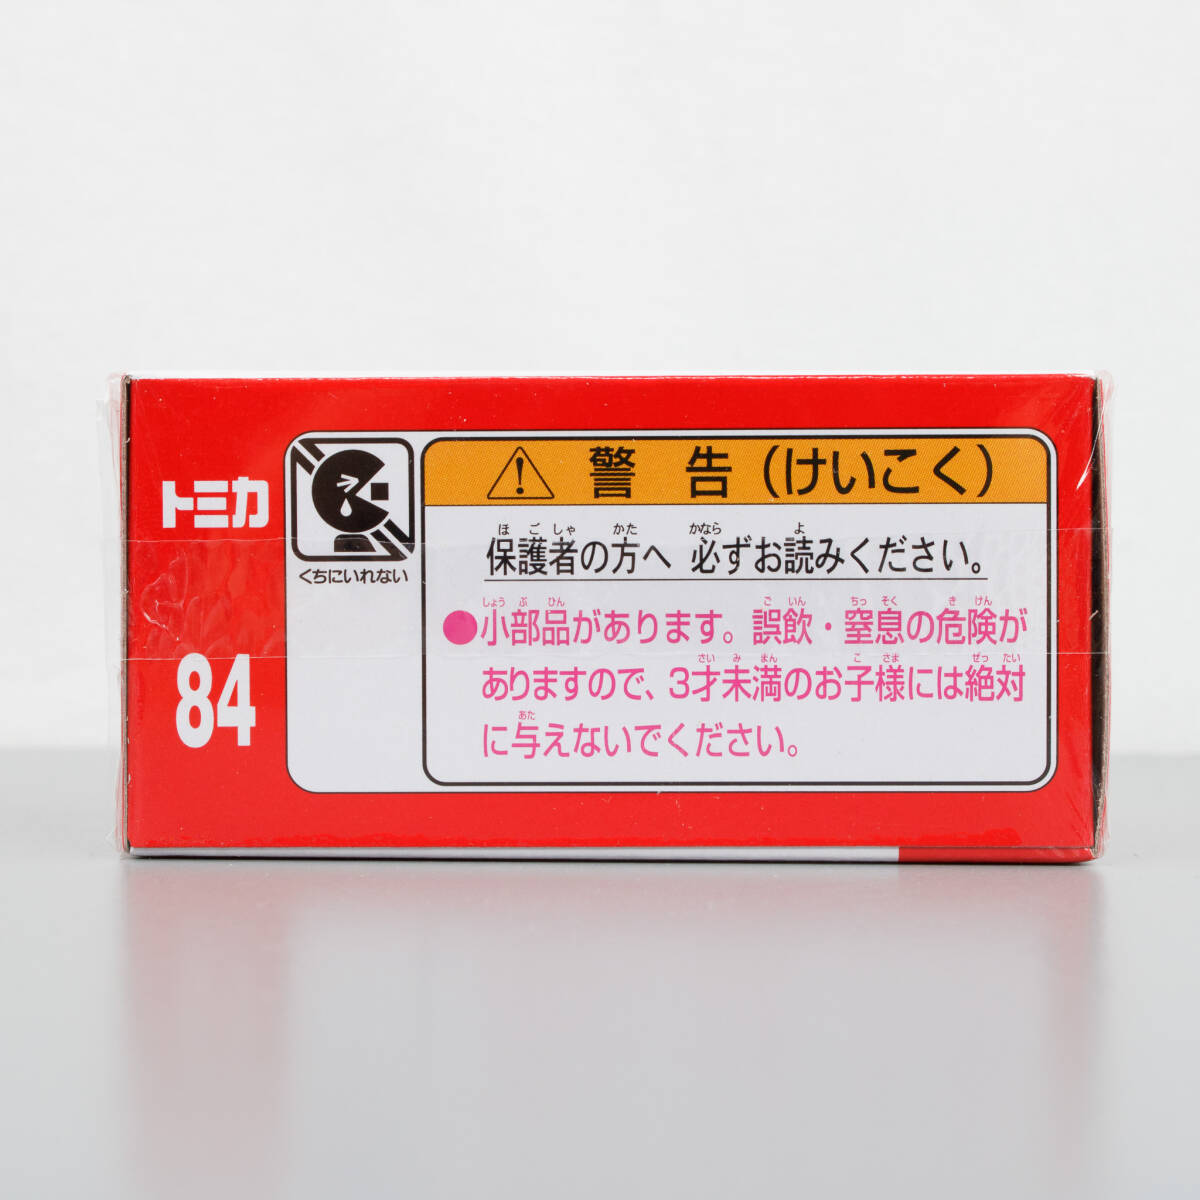 トミカ
84
くちにいれない
警告(けいこく)
ほごしゃ かた かなら よ
保護者の方へ 必ずお読みください。
しょうぶひん ごいん ちっそく きけん
●小部品があります。誤飲・窒息の危険が
さいみまん こさま ぜったい
ありますので、3才未満のお子様には絶対
あた
に与えないでください。